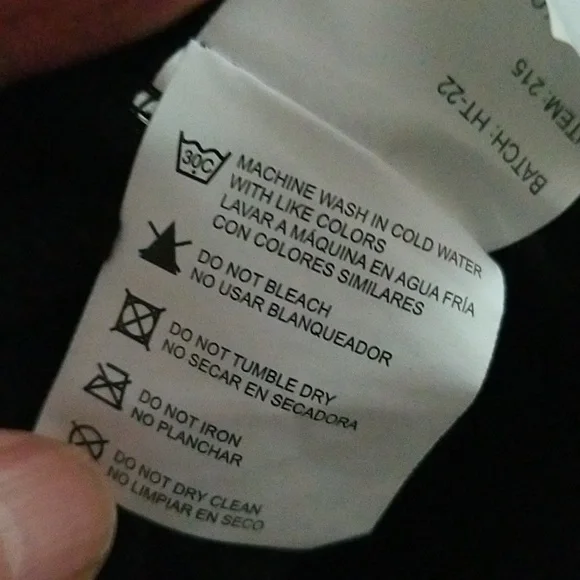 30C
MACHINE WASH IN COLD WATER
WITH LIKE COLORS
LAVAR A MÁQUINA EN AGUA FRÍA
CON COLORES SIMILARES
DO NOT BLEACH
NO USAR BLANQUEADOR
DO NOT TUMBLE DRY
NO SECAR EN SECADORA
DO NOT IRON
NO PLANCHAR
DO NOT DRY CLEAN
NO LIMPIAR EN SECO
BATCH: HT-22
ITEM: 215